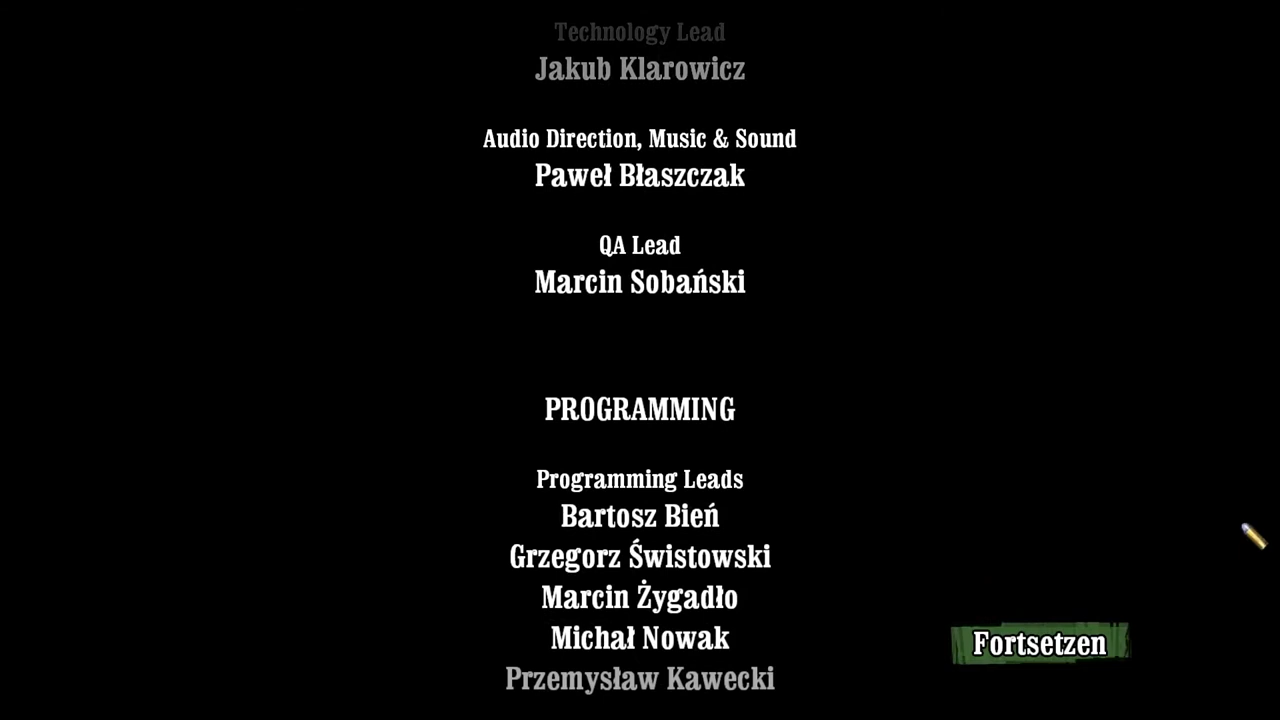 Technology Lead
Jakub Klarowicz
Audio Direction, Music & Sound
Paweł Błaszczak
QA Lead
Marcin Sobański
PROGRAMMING
Programming Leads
Bartosz Bień
Grzegorz Świstowski
Marcin Żygadło
Michał Nowak
Przemysław Kawecki
Fortsetzen